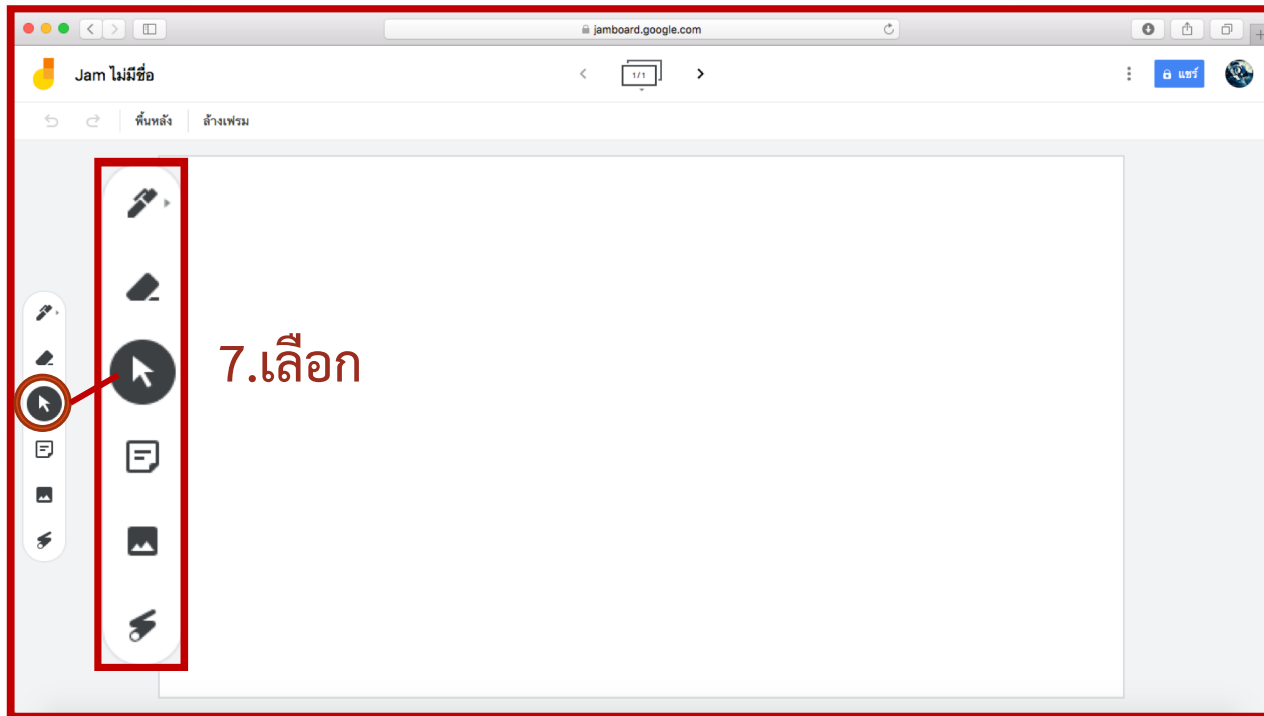 jamboard.google.com
Jam ไม่มีชื่อ
1/1
แชร์
พื้นหลัง
ล้างเฟรม
7.เลือก